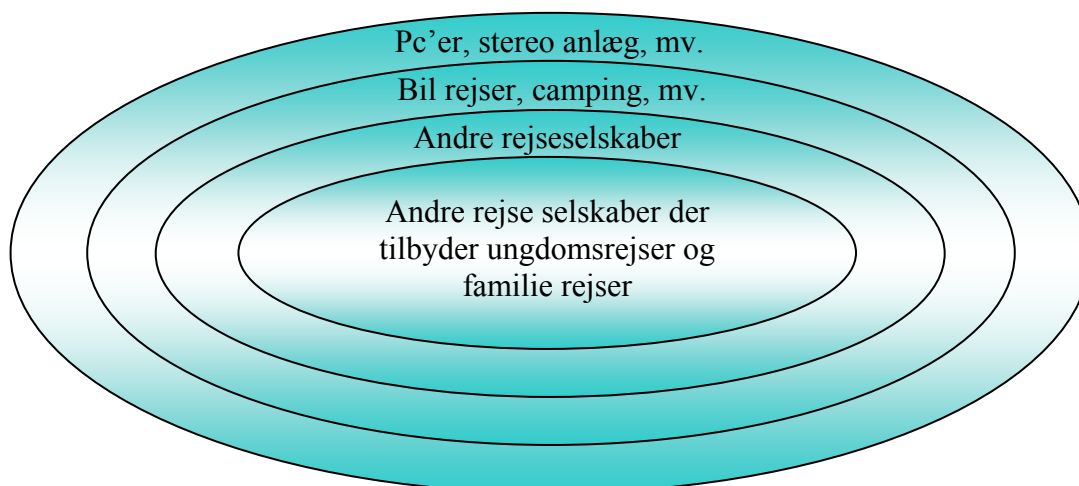 Pc’er, stereo anlæg, mv.
Bil rejser, camping, mv.
Andre rejseselskaber
Andre rejse selskaber der
tilbyder ungdomsrejser og
familie rejser